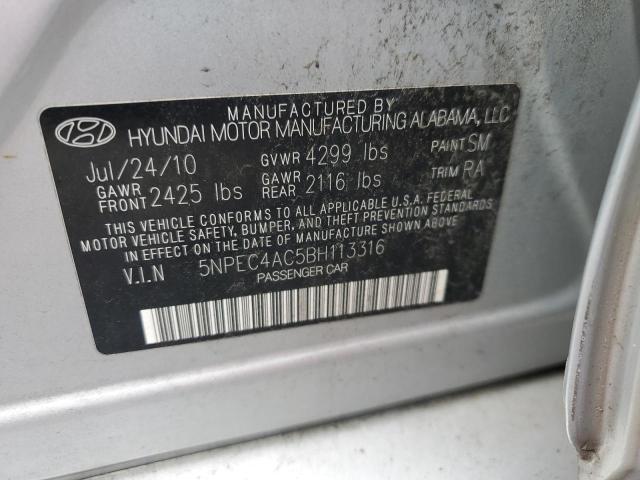 MANUFACTURED BY
HYUNDAI MOTOR MANUFACTURING ALABAMA, LLC
Jul/24/10 GVWR 4299 lbs PAINT SM
GAWR FRONT 2425 lbs GAWR REAR 2116 lbs TRIM RA
THIS VEHICLE CONFORMS TO ALL APPLICABLE U.S.A. FEDERAL
MOTOR VEHICLE SAFETY, BUMPER, AND THEFT PREVENTION STANDARDS
IN EFFECT ON THE DATE OF MANUFACTURE SHOWN ABOVE.
V.I.N 5NPEC4AC5BH113316
PASSENGER CAR